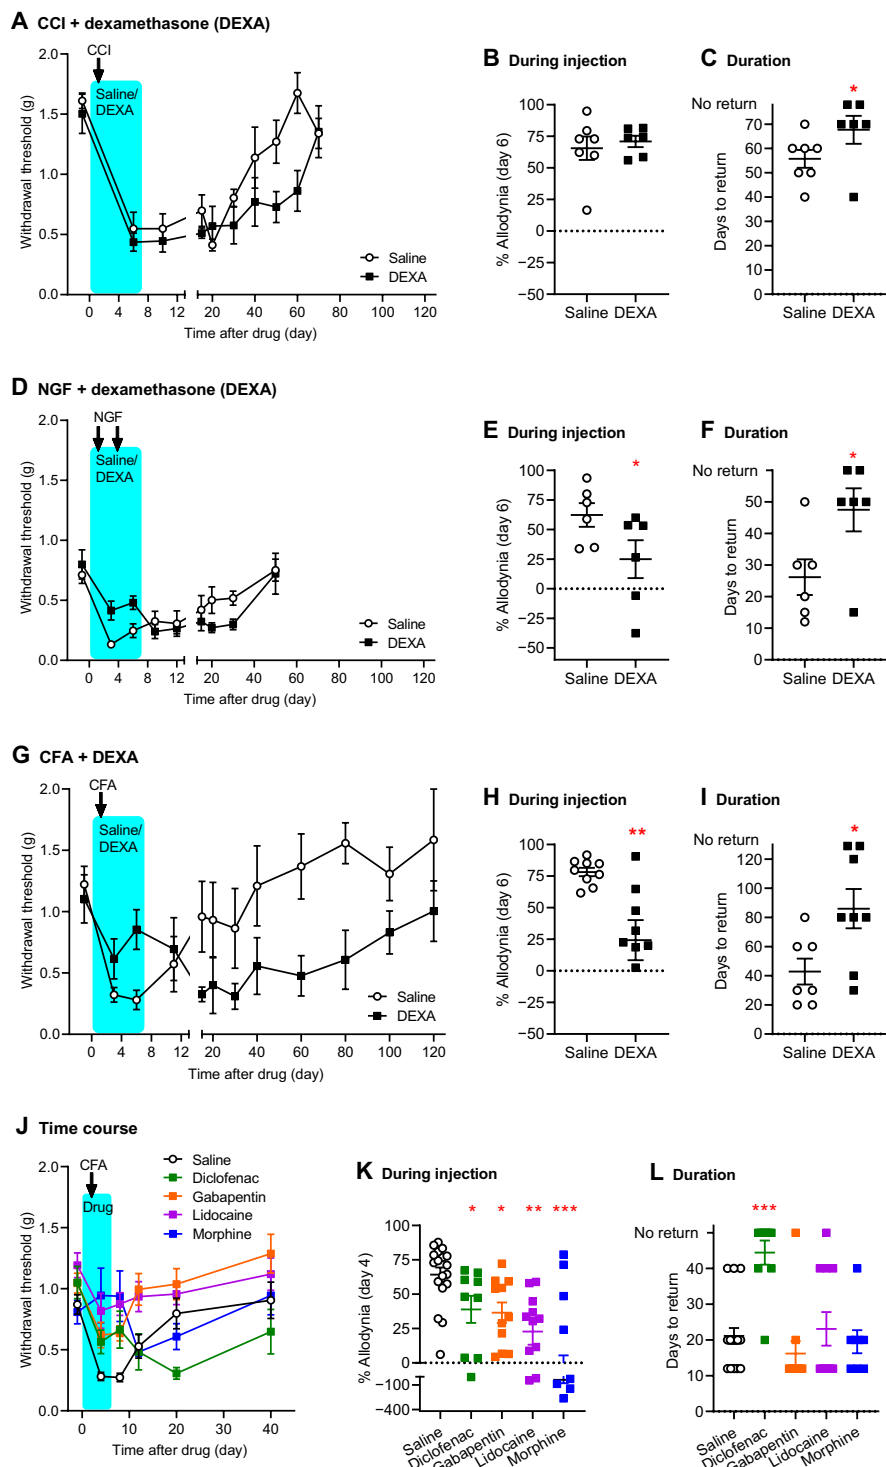 A CCI + dexamethasone (DEXA)
Withdrawal threshold (g)
2.0
1.5
1.0
0.5
0.0
CCI
Saline/
DEXA
Saline
DEXA
0 4 8 12 20 40 60 80 100 120
Time after drug (day)
B During injection
% Allodynia (day 6)
100
75
50
25
0
−25
−50
Saline DEXA
C Duration
Days to return
No return
70
60
50
40
30
20
10
0
*
Saline DEXA
D NGF + dexamethasone (DEXA)
Withdrawal threshold (g)
2.0
1.5
1.0
0.5
0.0
NGF
Saline/
DEXA
Saline
DEXA
0 4 8 12 20 40 60 80 100 120
Time after drug (day)
E During injection
% Allodynia (day 6)
100
75
50
25
0
−25
−50
*
Saline DEXA
F Duration
Days to return
No return
50
40
30
20
10
0
*
Saline DEXA
G CFA + DEXA
Withdrawal threshold (g)
2.0
1.5
1.0
0.5
0.0
CFA
Saline/
DEXA
Saline
DEXA
0 4 8 12 20 40 60 80 100 120
Time after drug (day)
H During injection
% Allodynia (day 6)
100
75
50
25
0
−25
−50
**
Saline DEXA
I Duration
Days to return
No return
120
100
80
60
40
20
0
*
Saline DEXA
J Time course
Withdrawal threshold (g)
2.0
1.5
1.0
0.5
0.0
CFA
Drug
Saline
Diclofenac
Gabapentin
Lidocaine
Morphine
0 10 20 30 40
Time after drug (day)
K During injection
% Allodynia (day 4)
100
75
50
25
0
−100
−400
* * ** ***
Saline
Diclofenac
Gabapentin
Lidocaine
Morphine
L Duration
Days to return
No return
40
30
20
10
0
***
Saline
Diclofenac
Gabapentin
Lidocaine
Morphine